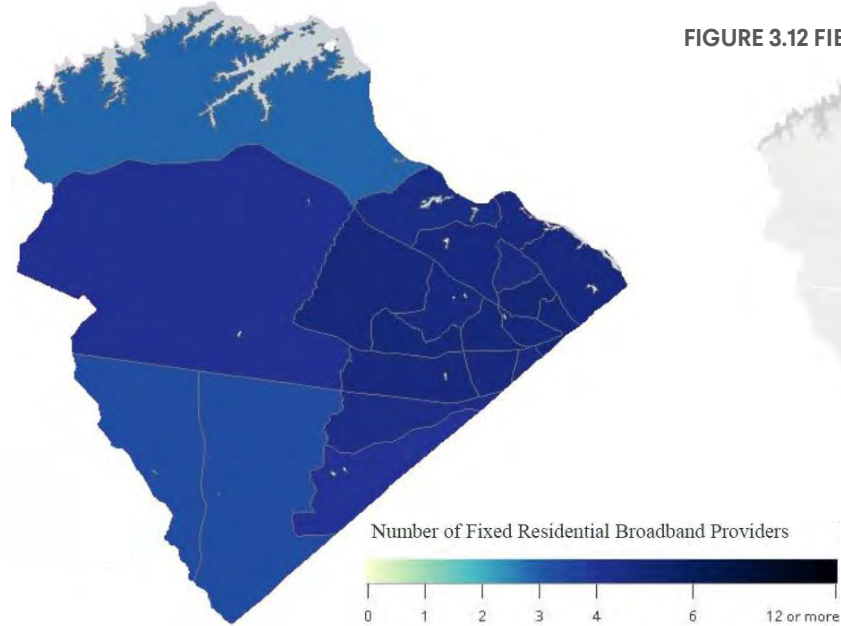 FIGURE 3.12 FIE
Number of Fixed Residential Broadband Providers
0 1 2 3 4 6 12 or more